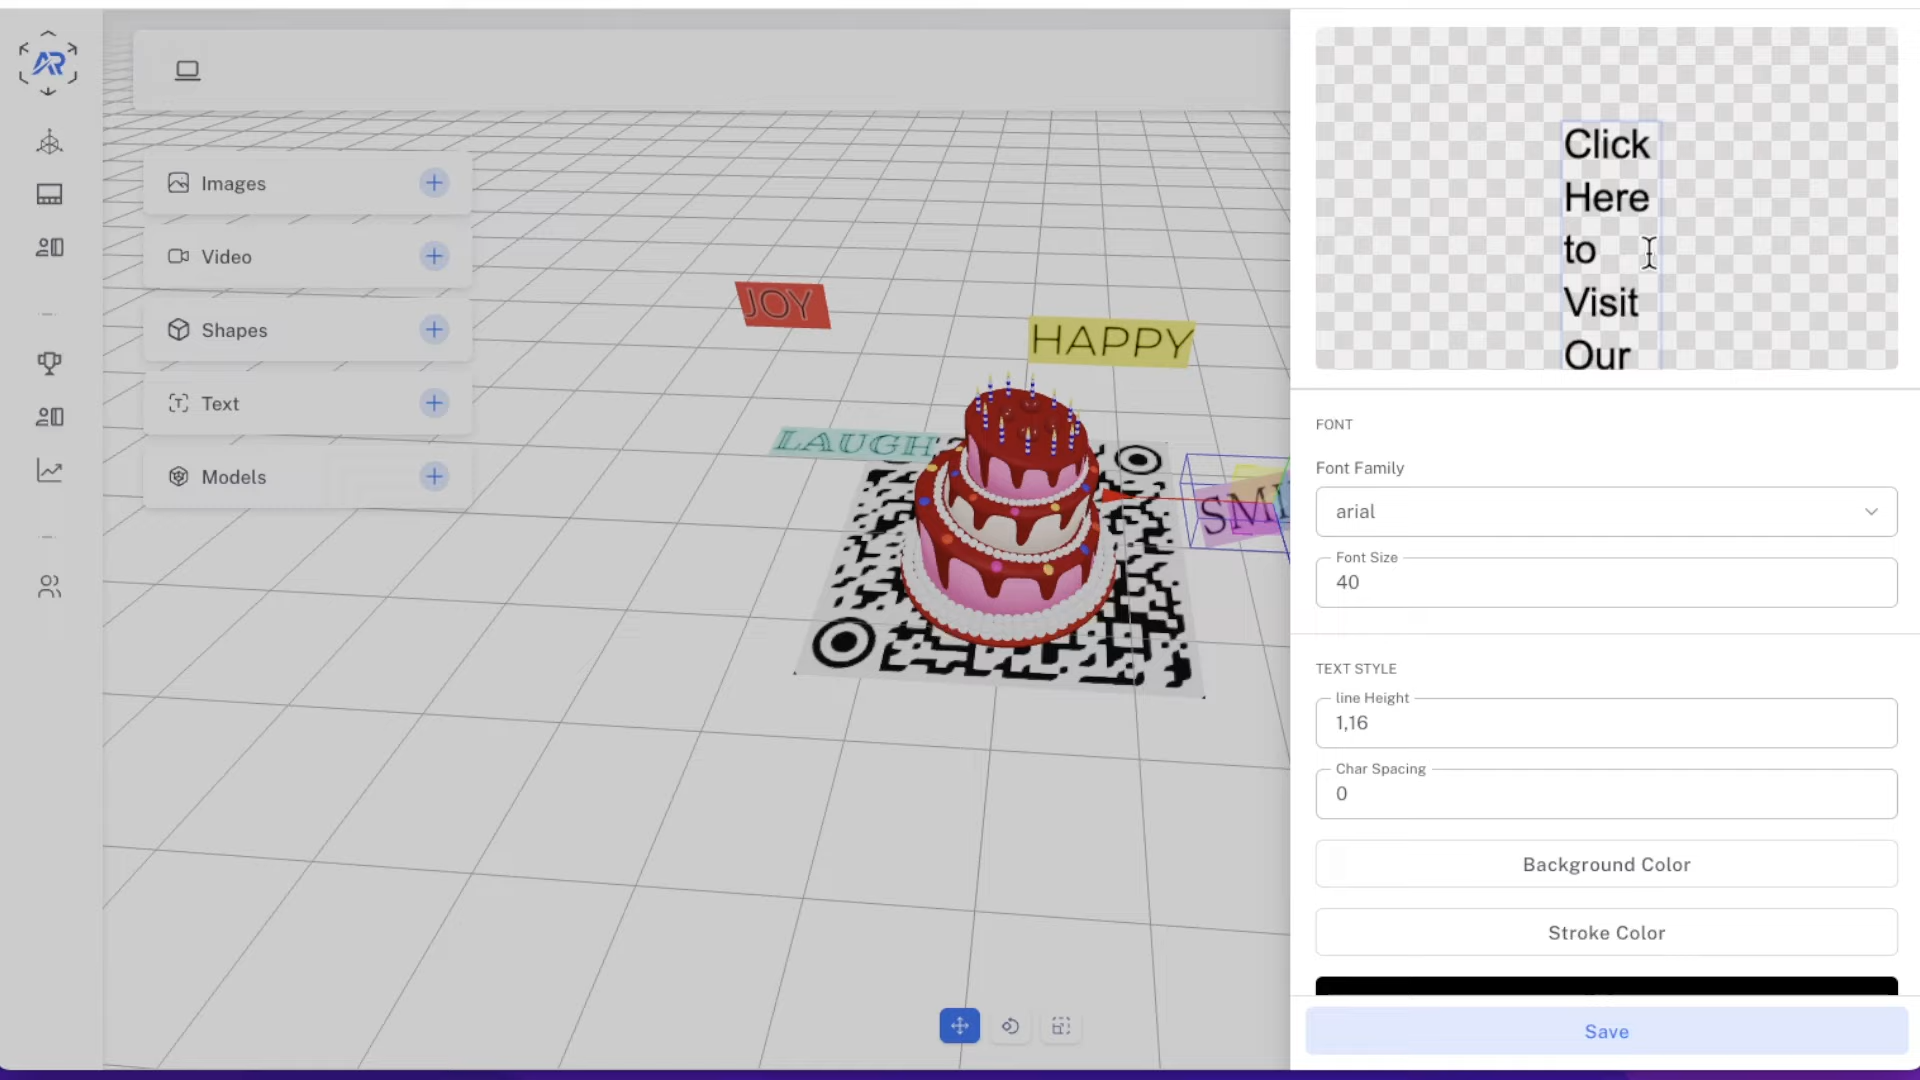 AR
Images
Video
Shapes
Text
Models
JOY
HAPPY
LAUGH
Click
Here
to
Visit
Our
FONT
Font Family
arial
Font Size
40
TEXT STYLE
line Height
1,16
Char Spacing
0
Background Color
Stroke Color
Save